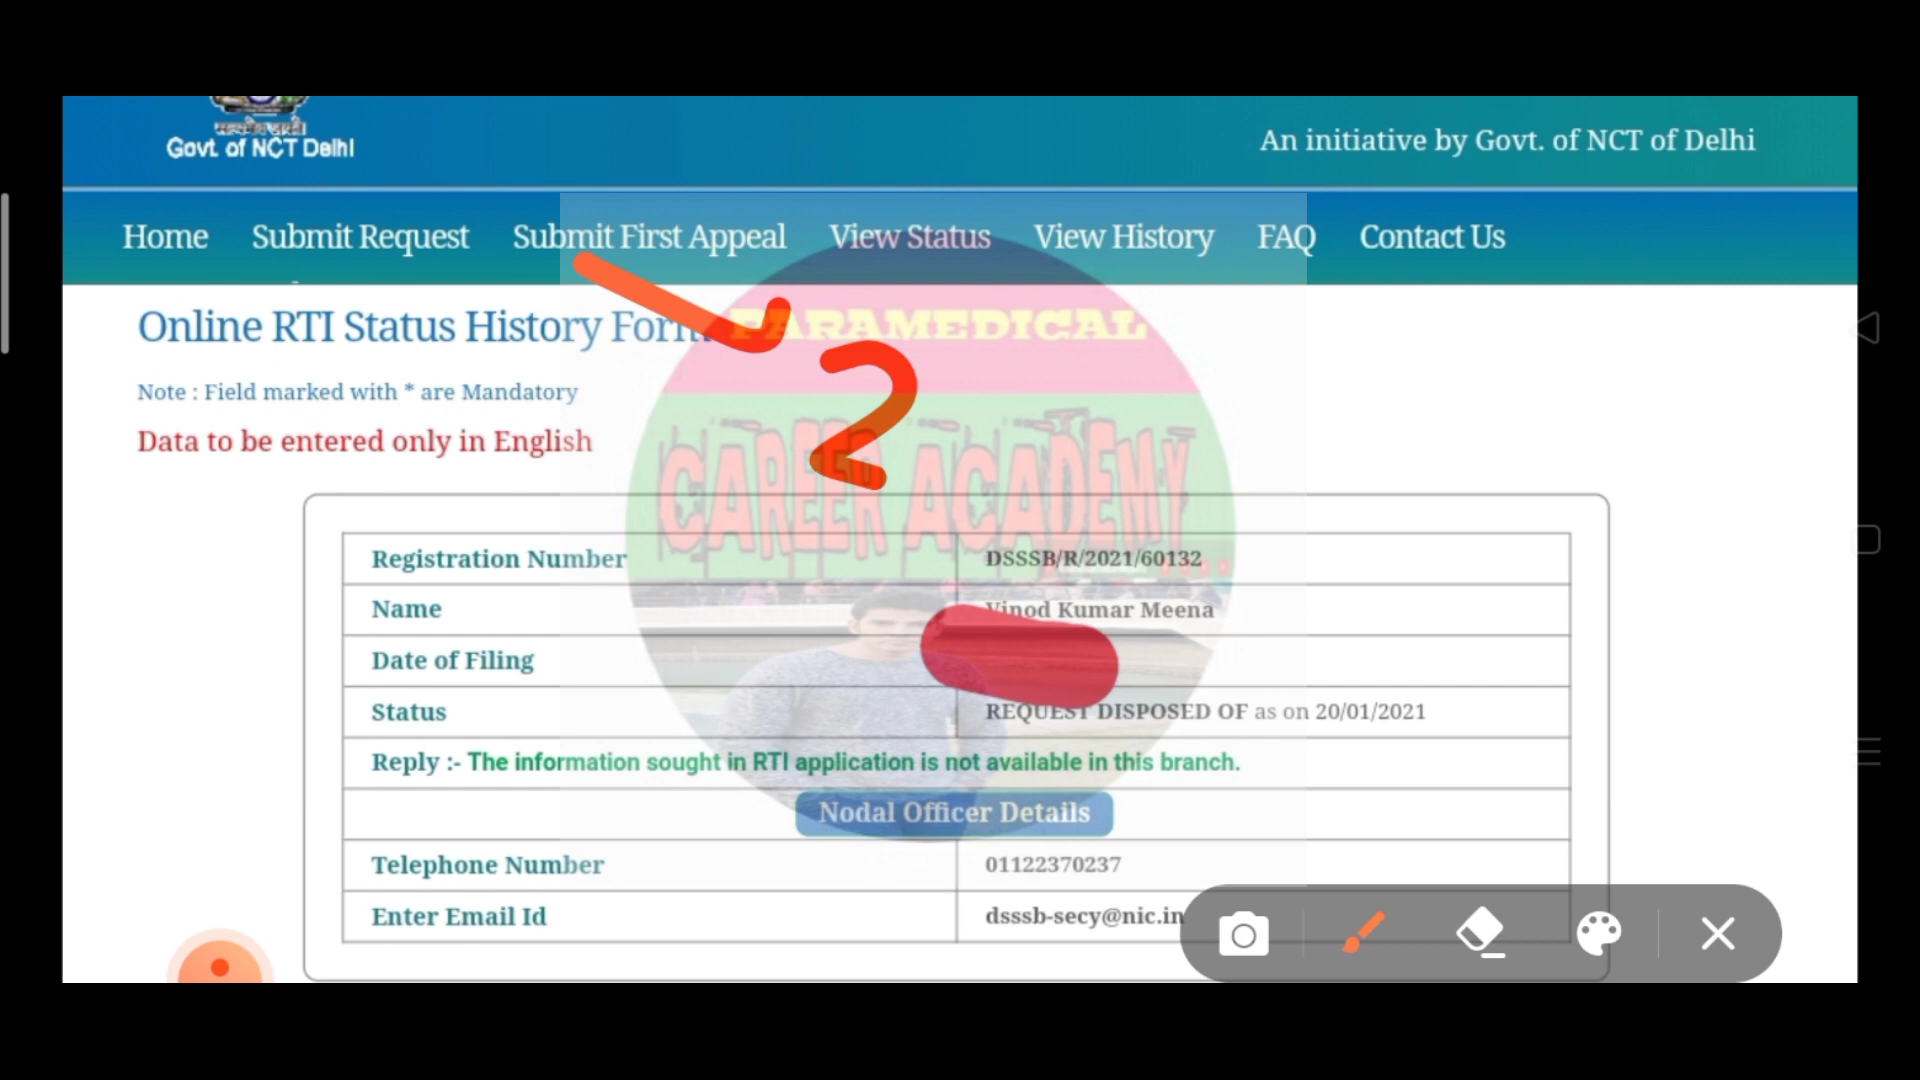 Govt. of NCT Delhi
An initiative by Govt. of NCT of Delhi
Home Submit Request Submit First Appeal View Status View History FAQ Contact Us
Online RTI Status History Form
PARAMEDICAL
2
Note : Field marked with * are Mandatory
Data to be entered only in English
CAREER ACADEMY...
Registration Number DSSSB/R/2021/60132
Name Vinod Kumar Meena
Date of Filing
Status REQUEST DISPOSED OF as on 20/01/2021
Reply :- The information sought in RTI application is not available in this branch.
Nodal Officer Details
Telephone Number 01122370237
Enter Email Id dsssb-secy@nic.in